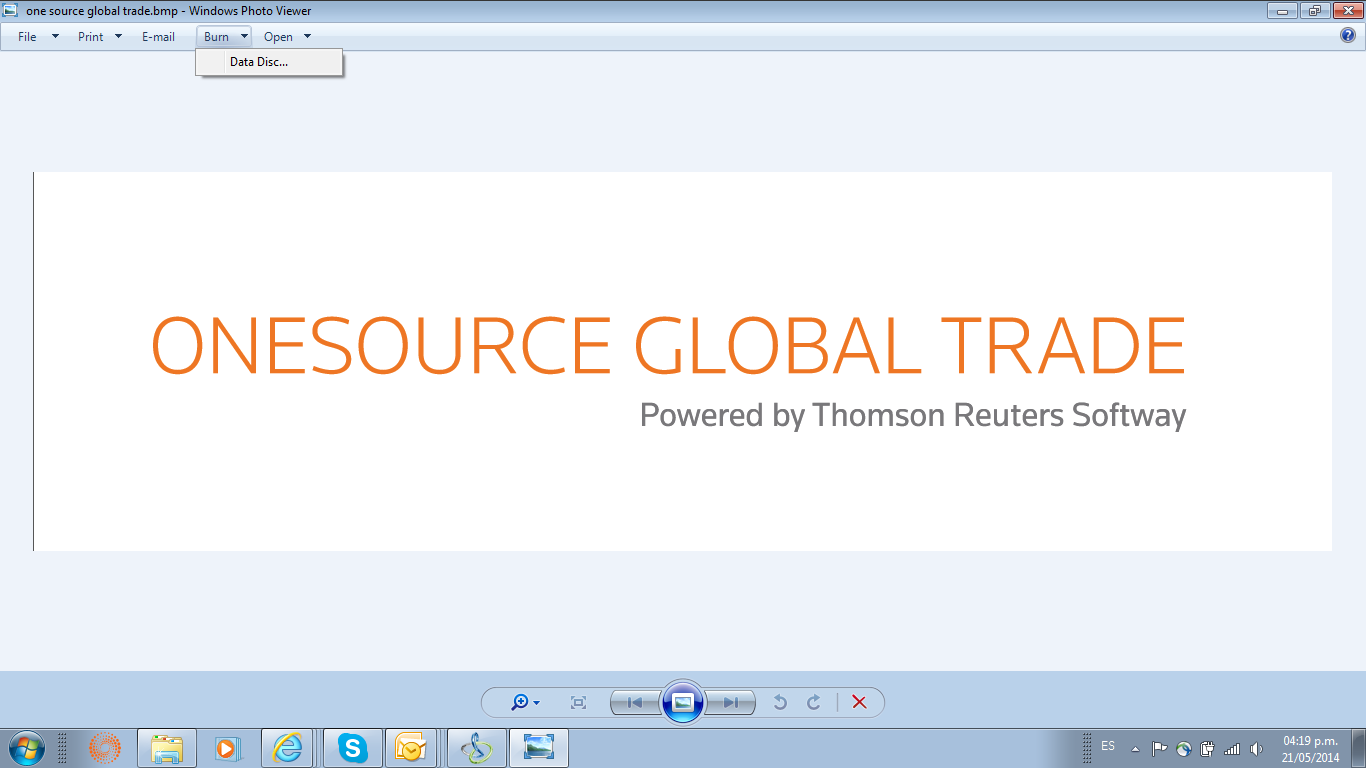 one source global trade.bmp - Windows Photo Viewer
File Print E-mail Burn Open
Data Disc...
ONESOURCE GLOBAL TRADE
Powered by Thomson Reuters Softway
ES
04:19 p.m.
21/05/2014